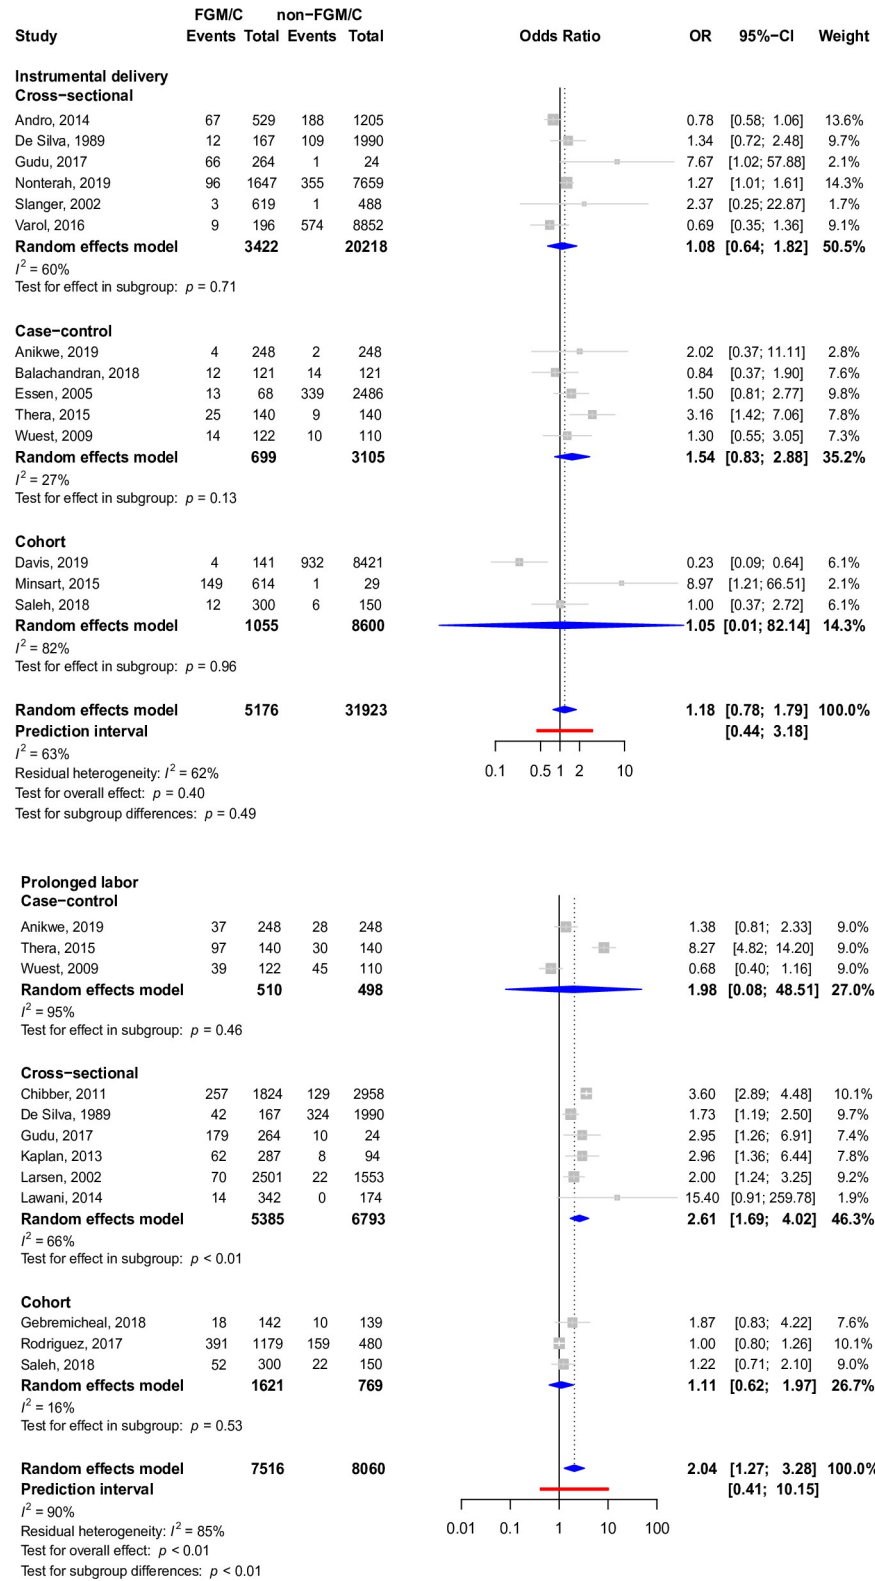 FGM/C non−FGM/C
Study Events Total Events Total Odds Ratio OR 95%−CI Weight
Instrumental delivery
Cross−sectional
Andro, 2014 67 529 188 1205 0.78 [0.58; 1.06] 13.6%
De Silva, 1989 12 167 109 1990 1.34 [0.72; 2.48] 9.7%
Gudu, 2017 66 264 1 24 7.67 [1.02; 57.88] 2.1%
Nonterah, 2019 96 1647 355 7659 1.27 [1.01; 1.61] 14.3%
Slanger, 2002 3 619 1 488 2.37 [0.25; 22.87] 1.7%
Varol, 2016 9 196 574 8852 0.69 [0.35; 1.36] 9.1%
Random effects model 3422 20218 1.08 [0.64; 1.82] 50.5%
I² = 60%
Test for effect in subgroup: p = 0.71
Case−control
Anikwe, 2019 4 248 2 248 2.02 [0.37; 11.11] 2.8%
Balachandran, 2018 12 121 14 121 0.84 [0.37; 1.90] 7.6%
Essen, 2005 13 68 339 2486 1.50 [0.81; 2.77] 9.8%
Thera, 2015 25 140 9 140 3.16 [1.42; 7.06] 7.8%
Wuest, 2009 14 122 10 110 1.30 [0.55; 3.05] 7.3%
Random effects model 699 3105 1.54 [0.83; 2.88] 35.2%
I² = 27%
Test for effect in subgroup: p = 0.13
Cohort
Davis, 2019 4 141 932 8421 0.23 [0.09; 0.64] 6.1%
Minsart, 2015 149 614 1 29 8.97 [1.21; 66.51] 2.1%
Saleh, 2018 12 300 6 150 1.00 [0.37; 2.72] 6.1%
Random effects model 1055 8600 1.05 [0.01; 82.14] 14.3%
I² = 82%
Test for effect in subgroup: p = 0.96
Random effects model 5176 31923 1.18 [0.78; 1.79] 100.0%
Prediction interval [0.44; 3.18]
I² = 63%
Residual heterogeneity: I² = 62% 0.1 0.5 1 2 10
Test for overall effect: p = 0.40
Test for subgroup differences: p = 0.49
Prolonged labor
Case−control
Anikwe, 2019 37 248 28 248 1.38 [0.81; 2.33] 9.0%
Thera, 2015 97 140 30 140 8.27 [4.82; 14.20] 9.0%
Wuest, 2009 39 122 45 110 0.68 [0.40; 1.16] 9.0%
Random effects model 510 498 1.98 [0.08; 48.51] 27.0%
I² = 95%
Test for effect in subgroup: p = 0.46
Cross−sectional
Chibber, 2011 257 1824 129 2958 3.60 [2.89; 4.48] 10.1%
De Silva, 1989 42 167 324 1990 1.73 [1.19; 2.50] 9.7%
Gudu, 2017 179 264 10 24 2.95 [1.26; 6.91] 7.4%
Kaplan, 2013 62 287 8 94 2.96 [1.36; 6.44] 7.8%
Larsen, 2002 70 2501 22 1553 2.00 [1.24; 3.25] 9.2%
Lawani, 2014 14 342 0 174 15.40 [0.91; 259.78] 1.9%
Random effects model 5385 6793 2.61 [1.69; 4.02] 46.3%
I² = 66%
Test for effect in subgroup: p < 0.01
Cohort
Gebremicheal, 2018 18 142 10 139 1.87 [0.83; 4.22] 7.6%
Rodriguez, 2017 391 1179 159 480 1.00 [0.80; 1.26] 10.1%
Saleh, 2018 52 300 22 150 1.22 [0.71; 2.10] 9.0%
Random effects model 1621 769 1.11 [0.62; 1.97] 26.7%
I² = 16%
Test for effect in subgroup: p = 0.53
Random effects model 7516 8060 2.04 [1.27; 3.28] 100.0%
Prediction interval [0.41; 10.15]
I² = 90%
Residual heterogeneity: I² = 85% 0.01 0.1 1 10 100
Test for overall effect: p < 0.01
Test for subgroup differences: p < 0.01